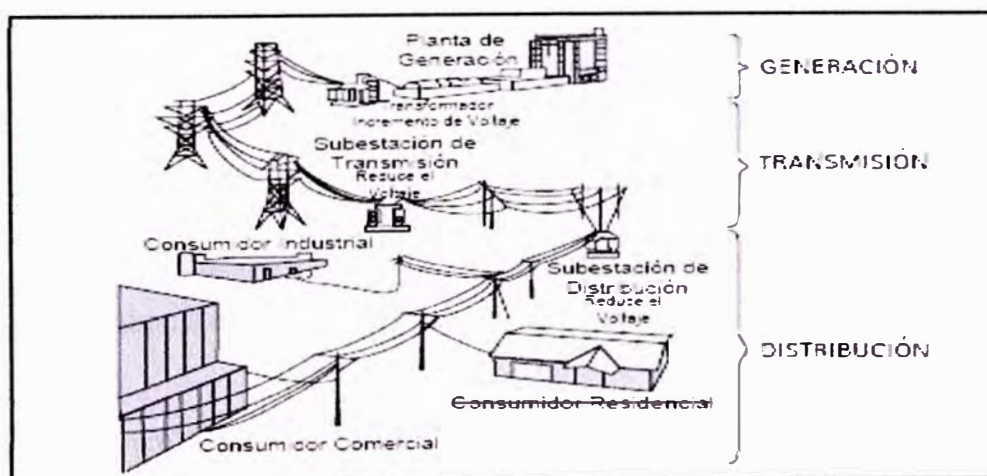 Planta de
Generación
GENERACIÓN
Transformador
Incremento de Voltaje
Subestación de
Transmisión
Reduce el
Voltaje
TRANSMISIÓN
Consumidor Industrial
Subestación de
Distribución
Reduce el
Voltaje
DISTRIBUCIÓN
Consumidor Residencial
Consumidor Comercial